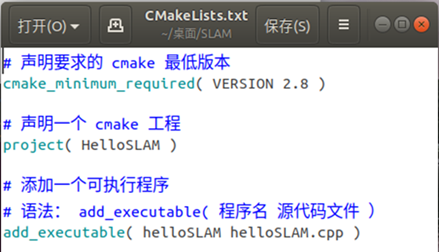 打开(O)
CMakeLists.txt
~/桌面/SLAM
保存(S)
# 声明要求的 cmake 最低版本
cmake_minimum_required( VERSION 2.8 )
# 声明一个 cmake 工程
project( HelloSLAM )
# 添加一个可执行程序
# 语法： add_executable( 程序名 源代码文件 ）
add_executable( helloSLAM helloSLAM.cpp )